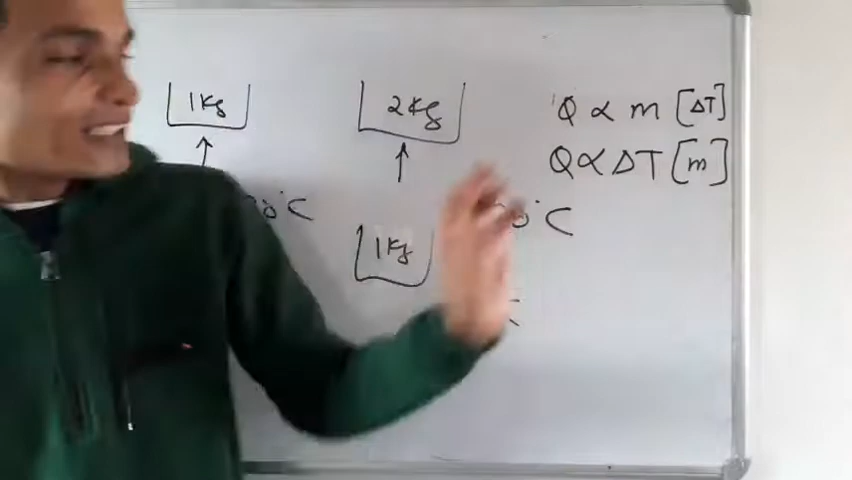 1Kg
2Kg
Q ∝ m [ΔT]
Q ∝ ΔT [m]
°C
°C
1Kg